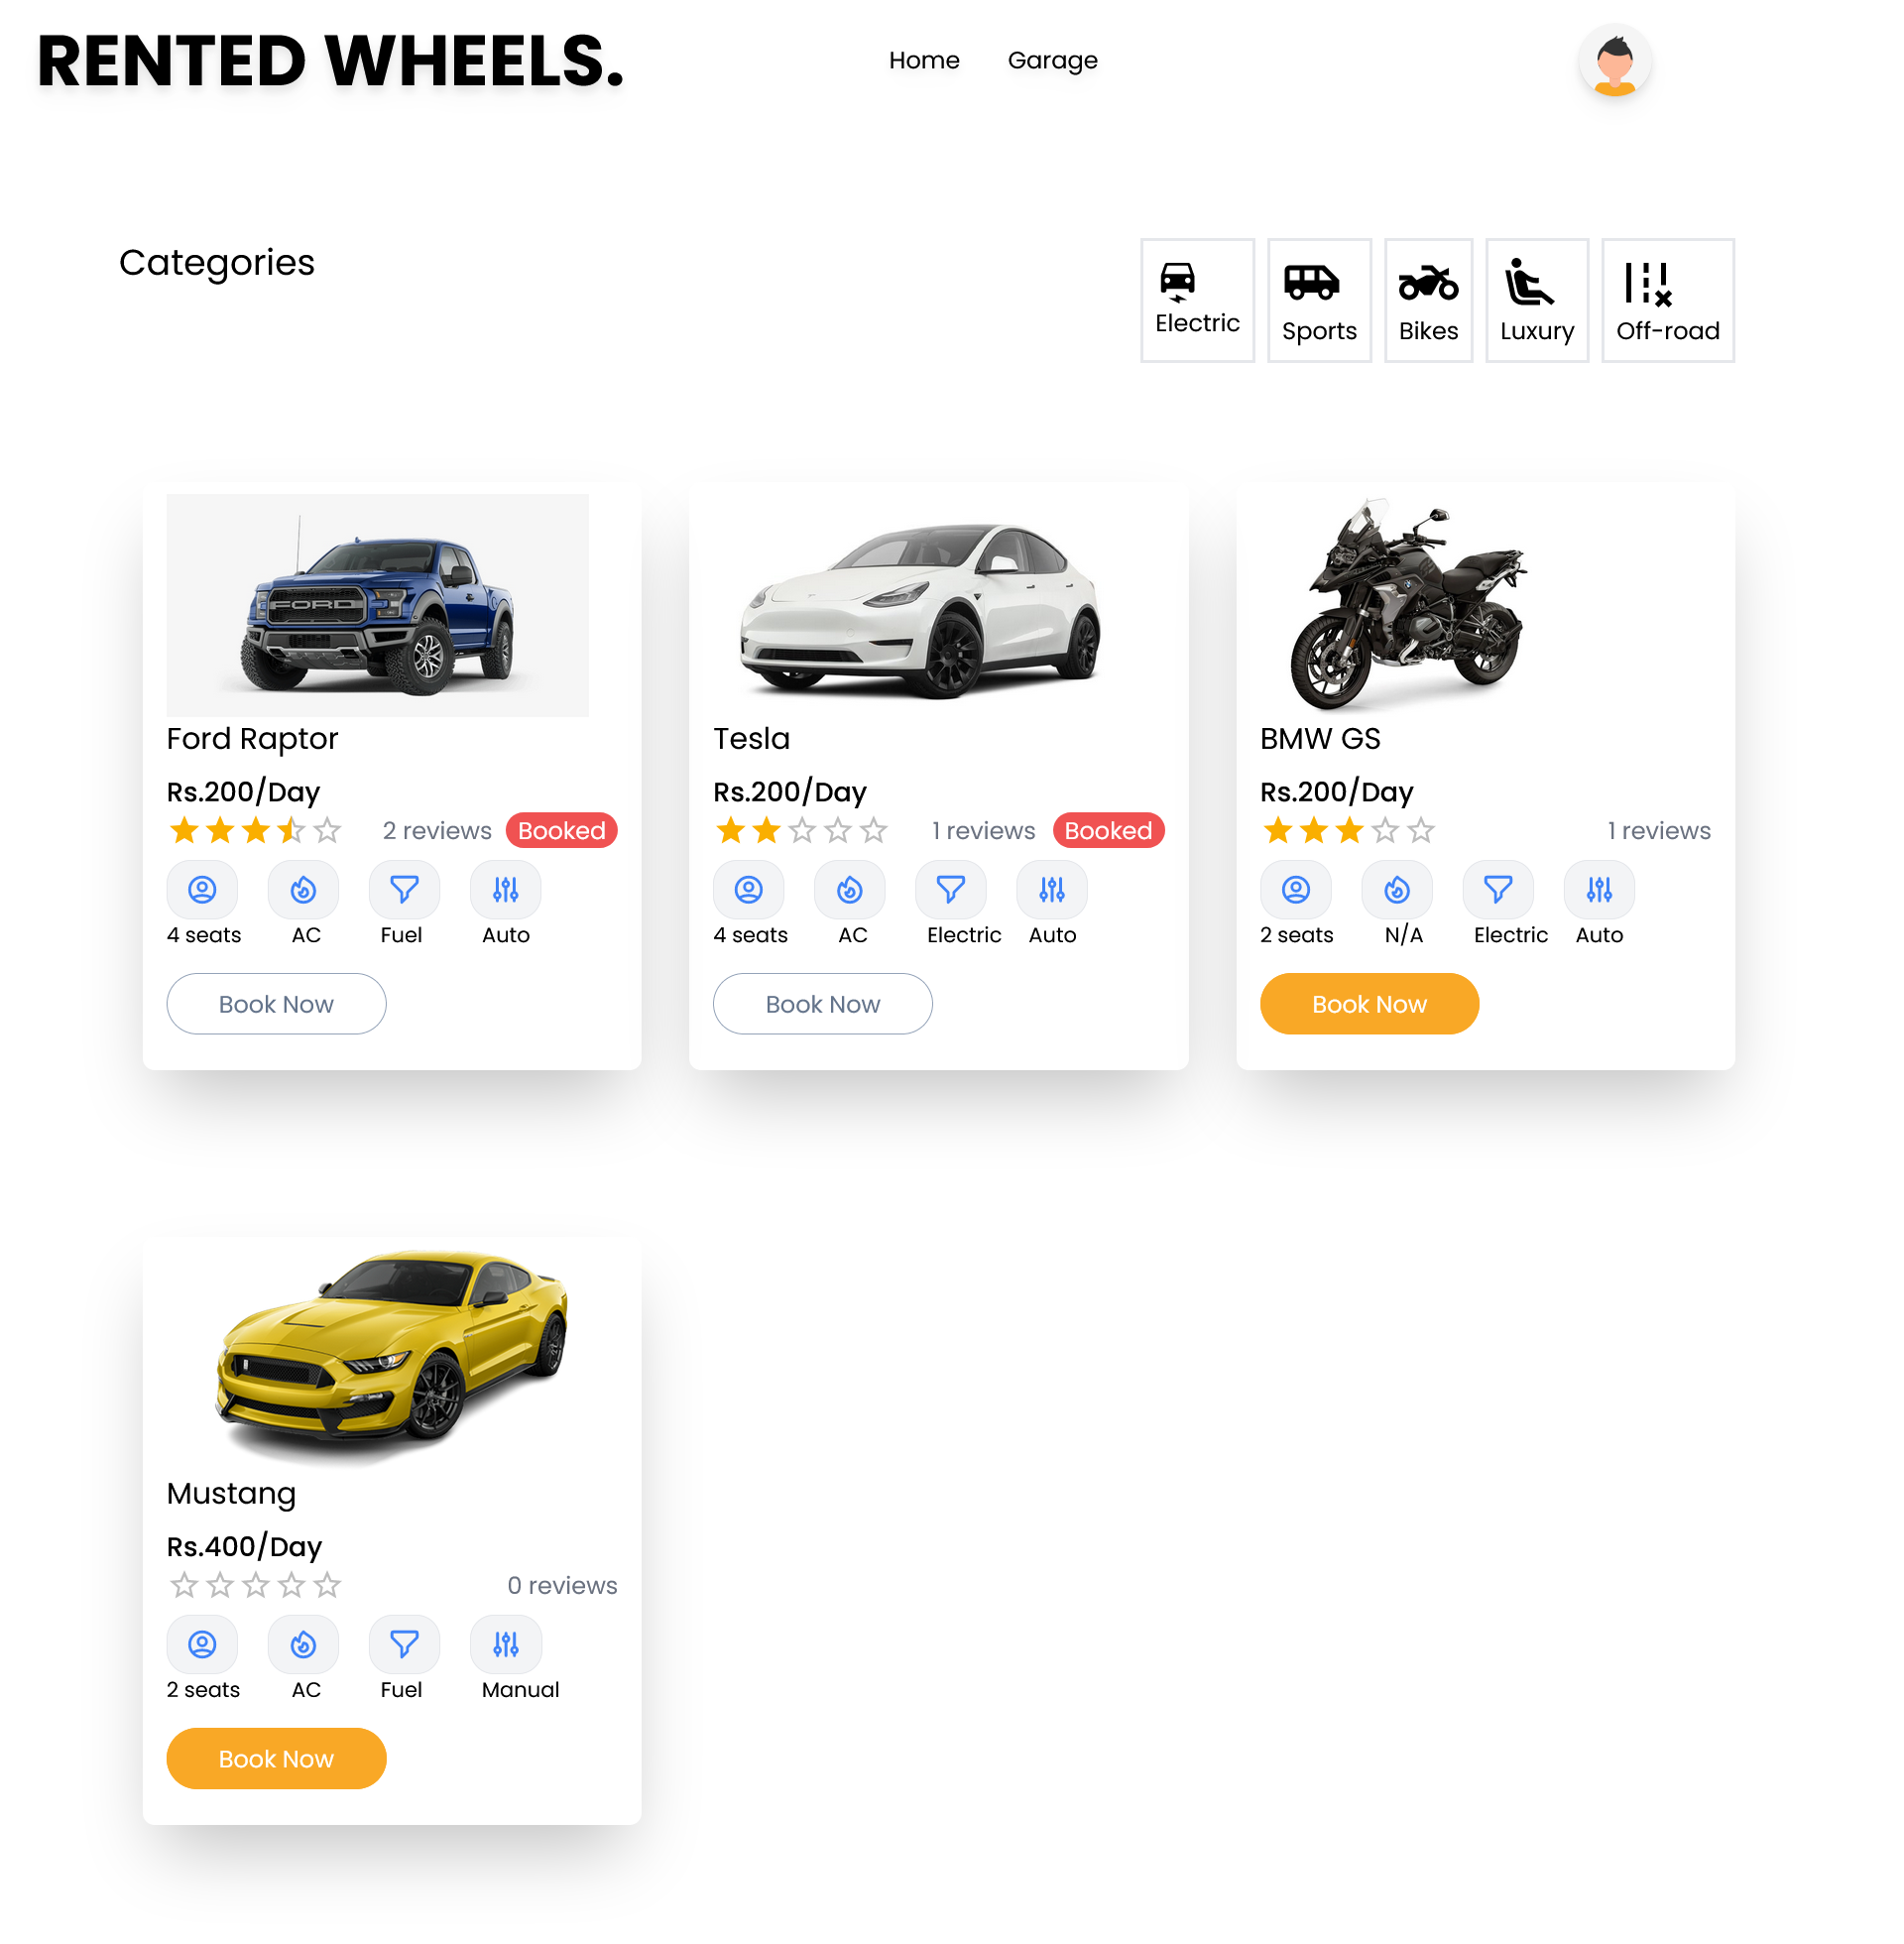 RENTED WHEELS.
Home
Garage
Categories
Electric
Sports
Bikes
Luxury
Off-road
FORD
Ford Raptor
Rs.200/Day
2 reviews
Booked
4 seats
AC
Fuel
Auto
Book Now
Tesla
Rs.200/Day
1 reviews
Booked
4 seats
AC
Electric
Auto
Book Now
BMW GS
Rs.200/Day
1 reviews
2 seats
N/A
Electric
Auto
Book Now
Mustang
Rs.400/Day
0 reviews
2 seats
AC
Fuel
Manual
Book Now